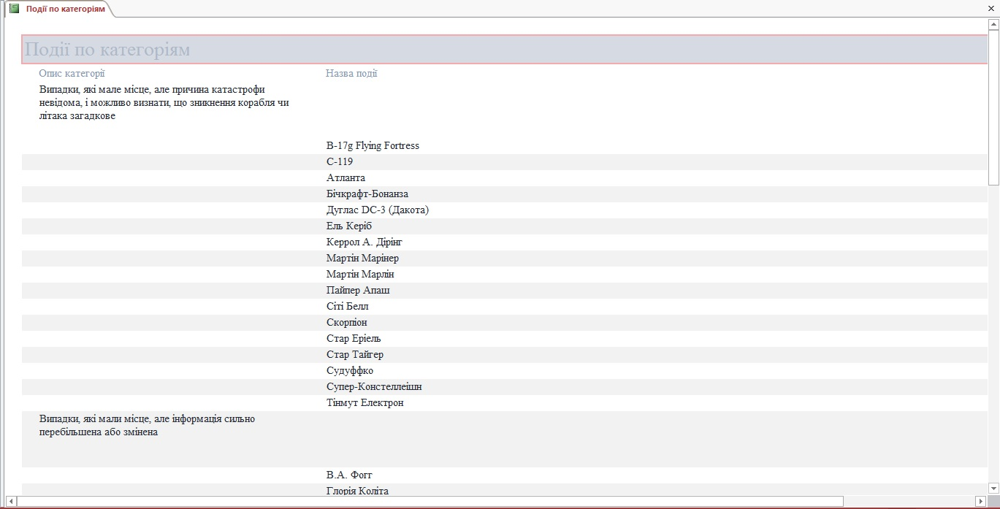 Події по категоріям
Події по категоріям
Опис категорії Назва події
Випадки, які мале місце, але причина катастрофи
невідома, і можливо визнати, що зникнення корабля чи
літака загадкове
B-17g Flying Fortress
C-119
Атланта
Бічкрафт-Бонанза
Дуглас DC-3 (Дакота)
Ель Керіб
Керрол А. Дірінг
Мартін Марінер
Мартін Марлін
Пайпер Апаш
Сіті Белл
Скорпіон
Стар Еріель
Стар Тайгер
Судуффко
Супер-Констеллеішн
Тінмут Електрон
Випадки, які мали місце, але інформація сильно
перебільшена або змінена
В.А. Фогг
Глорія Коліта